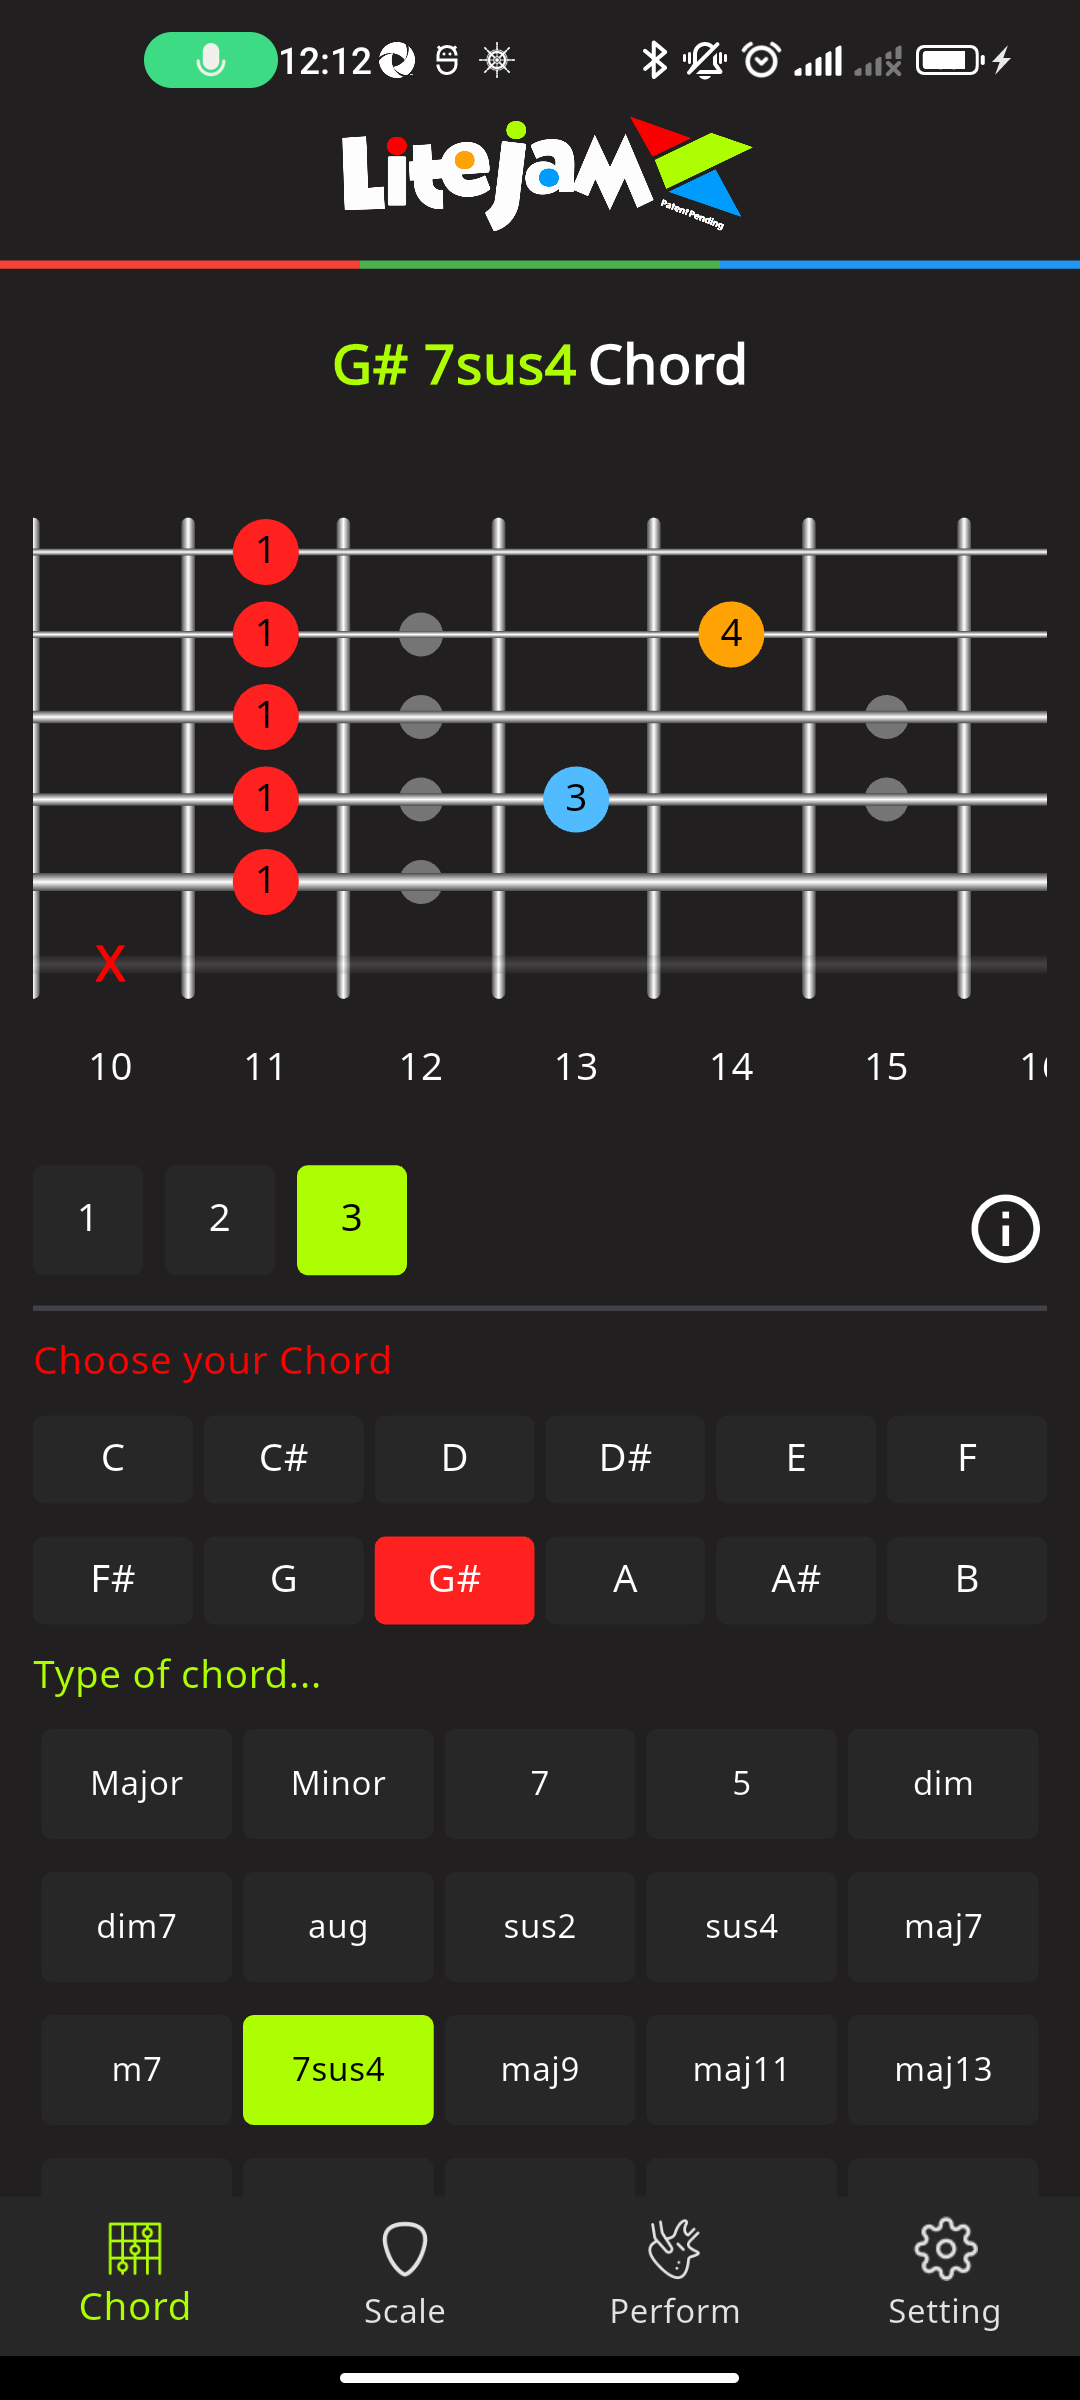 12:12
Litejam
Patent Pending
G# 7sus4 Chord
1
1 4
1
1 3
1
X
10 11 12 13 14 15
1 2 3
Choose your Chord
C C# D D# E F
F# G G# A A# B
Type of chord...
Major Minor 7 5 dim
dim7 aug sus2 sus4 maj7
m7 7sus4 maj9 maj11 maj13
Chord Scale Perform Setting